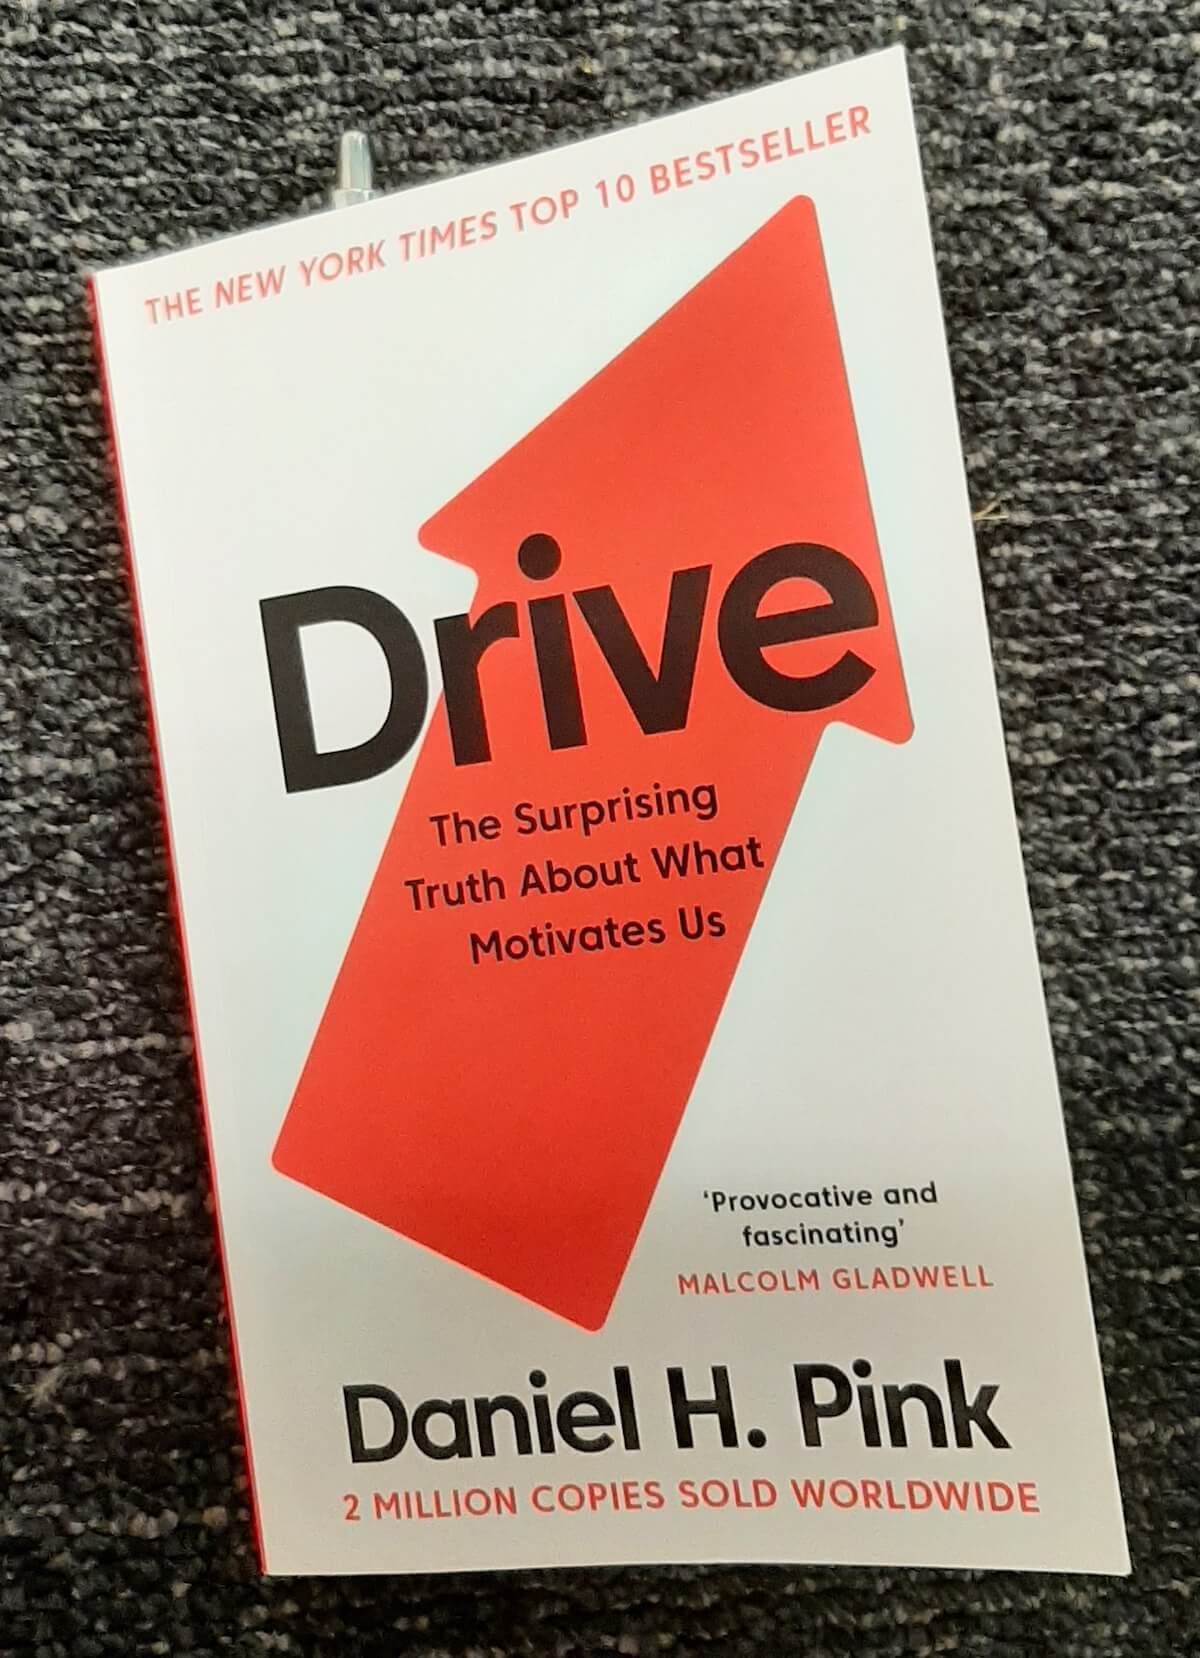 THE NEW YORK TIMES TOP 10 BESTSELLER
Drive
The Surprising
Truth About What
Motivates Us
‘Provocative and
fascinating’
MALCOLM GLADWELL
Daniel H. Pink
2 MILLION COPIES SOLD WORLDWIDE